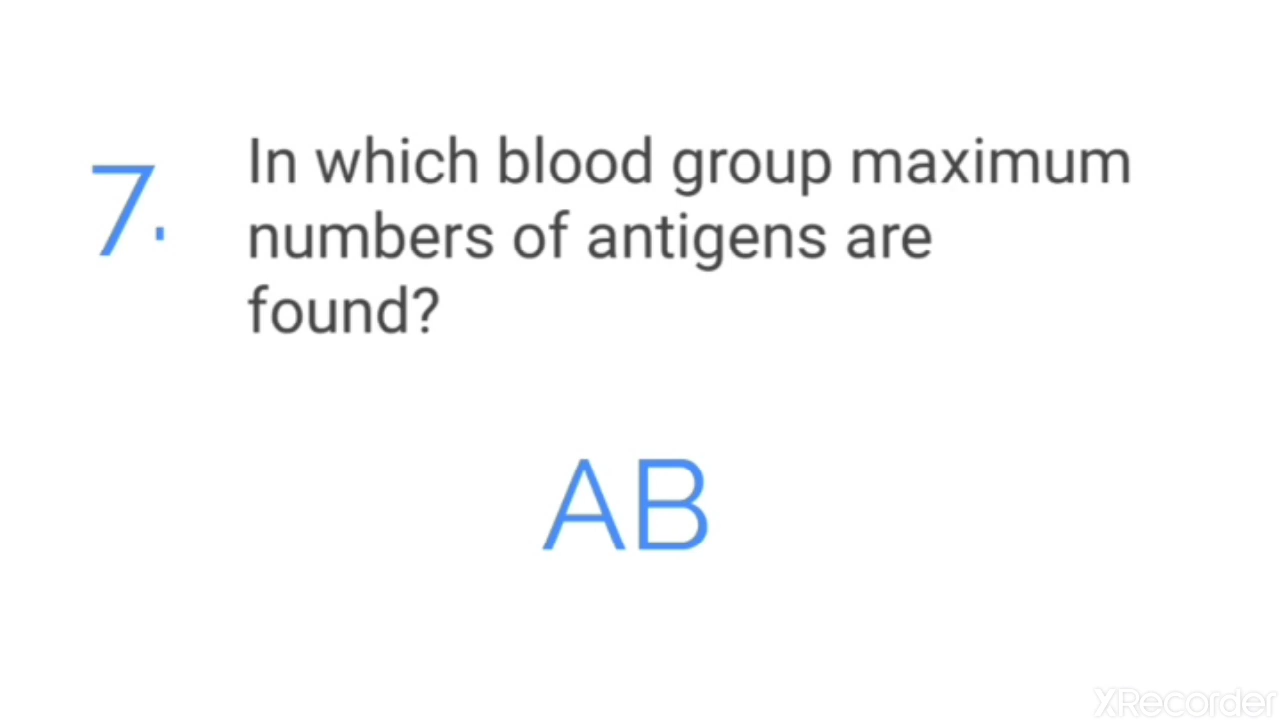 7. In which blood group maximum
numbers of antigens are
found?
AB
XRecorder